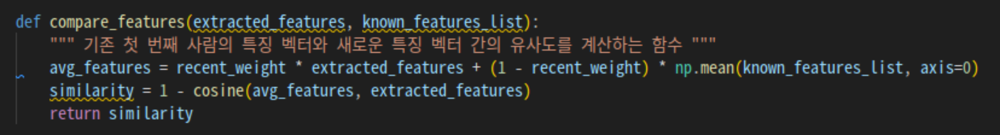 def compare_features(extracted_features, known_features_list):
    """ 기존 첫 번째 사람의 특징 벡터와 새로운 특징 벡터 간의 유사도를 계산하는 함수 """
    avg_features = recent_weight * extracted_features + (1 - recent_weight) * np.mean(known_features_list, axis=0)
    similarity = 1 - cosine(avg_features, extracted_features)
    return similarity